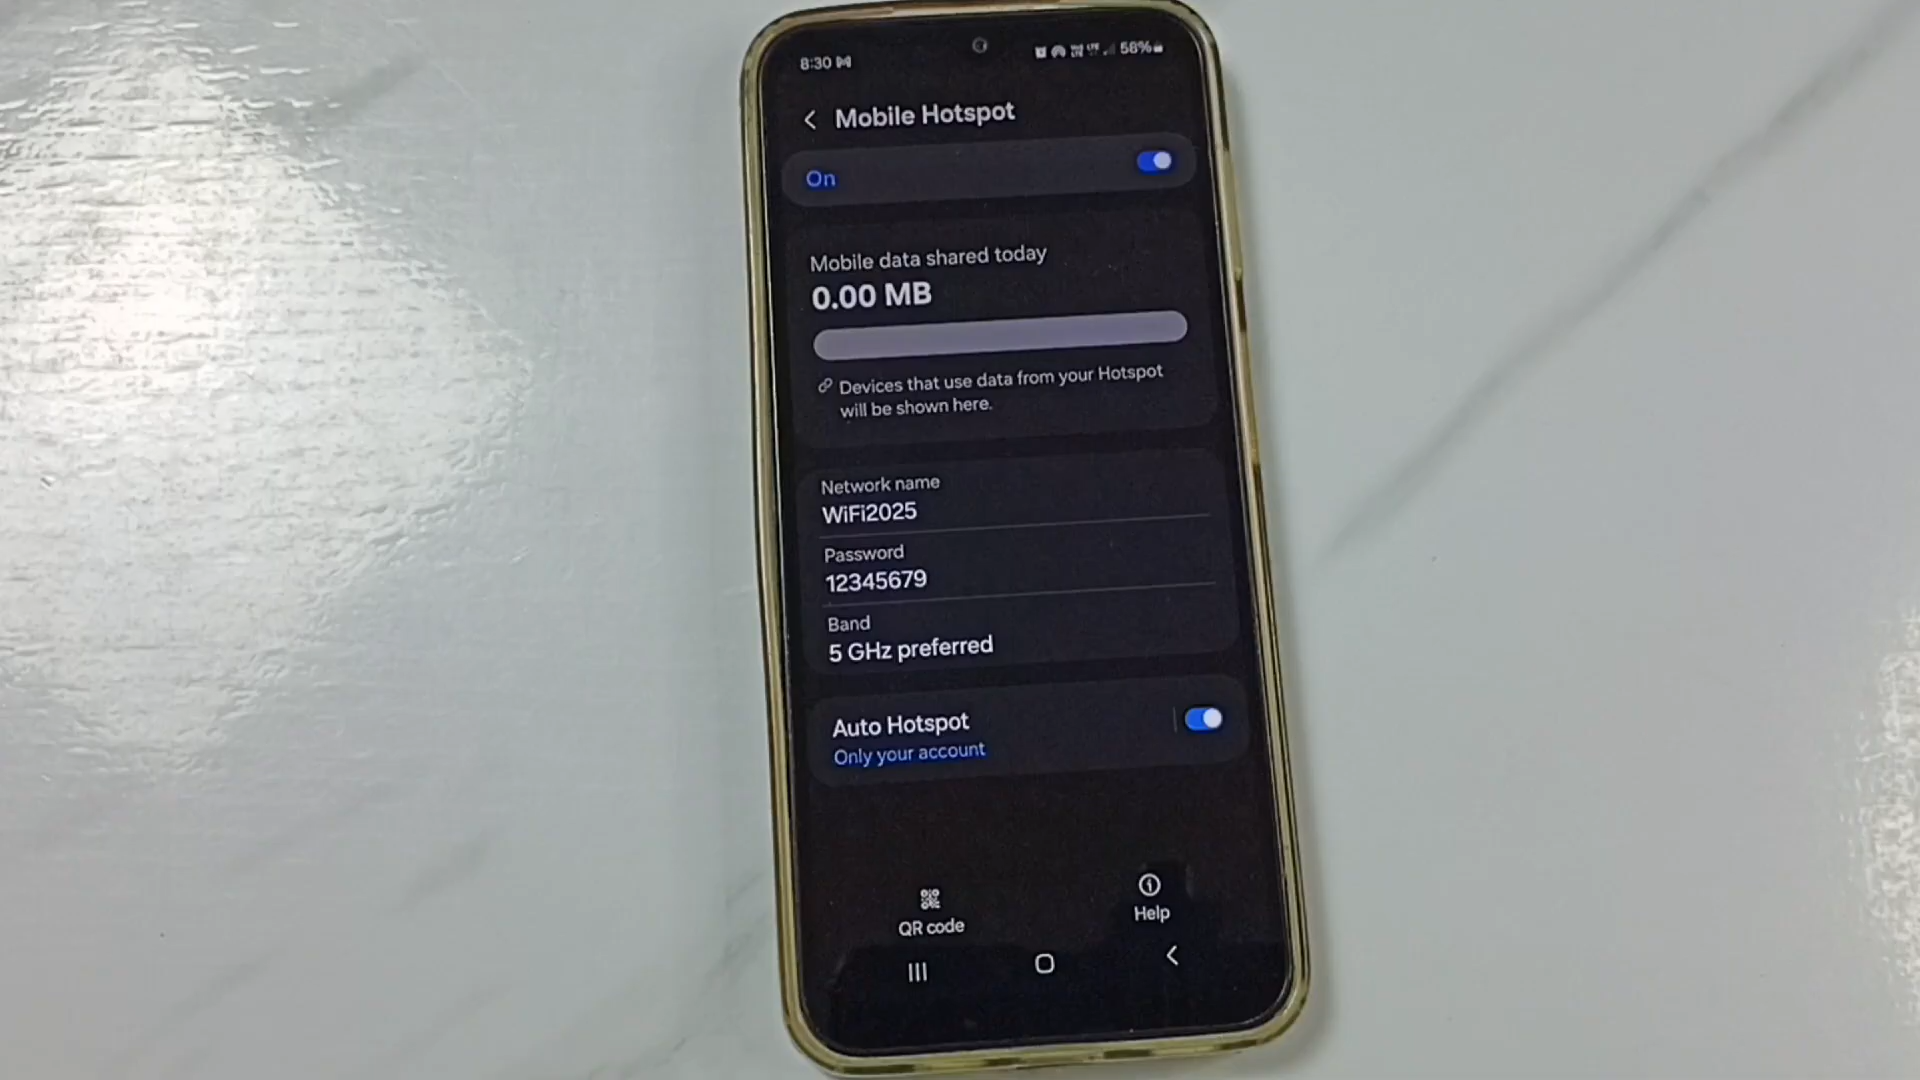 8:30
58%
Mobile Hotspot
On
Mobile data shared today
0.00 MB
Devices that use data from your Hotspot
will be shown here.
Network name
WiFi2025
Password
12345679
Band
5 GHz preferred
Auto Hotspot
Only your account
QR code
Help